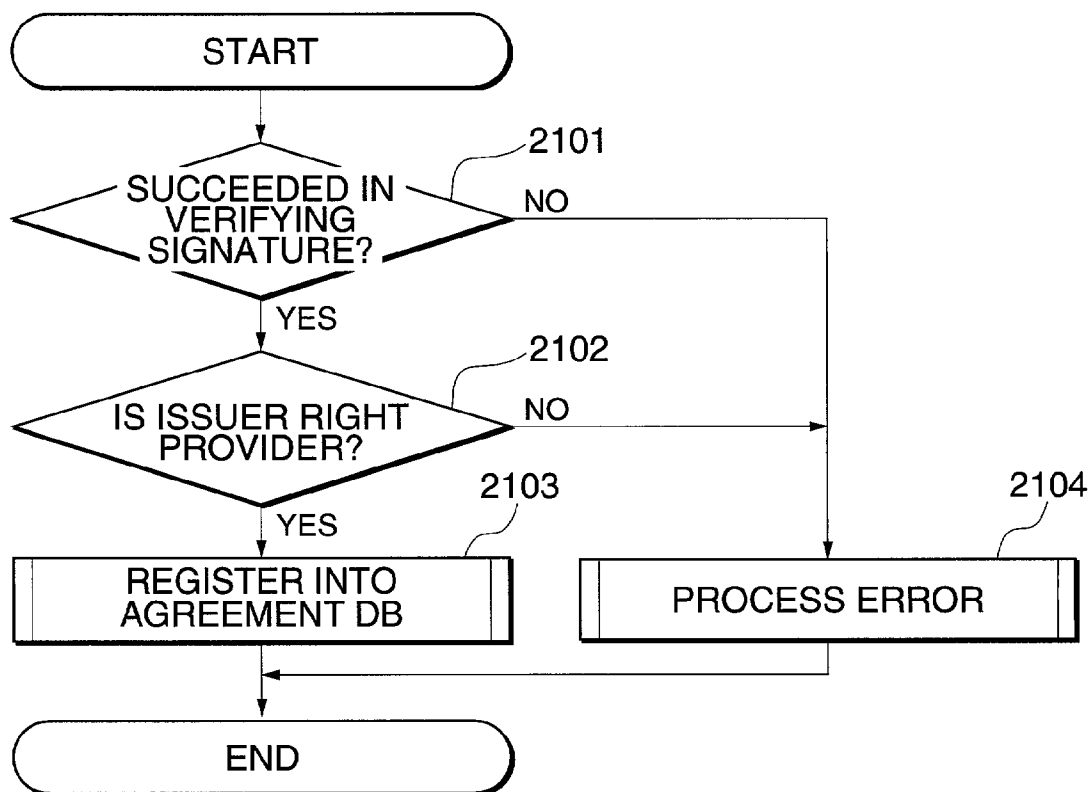 START
2101
SUCCEEDED IN
VERIFYING
SIGNATURE?
NO
YES
2102
IS ISSUER RIGHT
PROVIDER?
NO
YES
2103
REGISTER INTO
AGREEMENT DB
2104
PROCESS ERROR
END